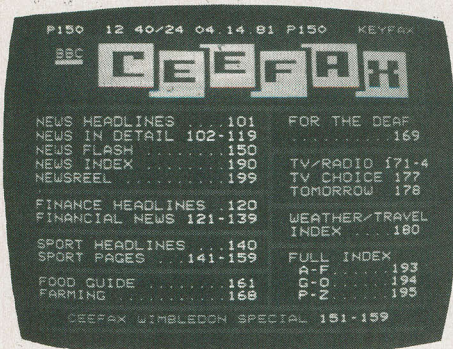 P150 12 40/24 04.14.81 P150 KEYFAX
BBC
CEEFAX
NEWS HEADLINES ....101
NEWS IN DETAIL 102-119
NEWS FLASH .......150
NEWS INDEX .......190
NEWSREEL .........199
FINANCE HEADLINES .120
FINANCIAL NEWS 121-139
SPORT HEADLINES ...140
SPORT PAGES ...141-159
FOOD GUIDE .......161
FARMING ..........168
FOR THE DEAF
............169
TV/RADIO 171-4
TV CHOICE 177
TOMORROW 178
WEATHER/TRAVEL
INDEX .... 180
FULL INDEX
A-F.......193
G-O.......194
P-Z.......195
CEEFAX WIMBLEDON SPECIAL 151-159